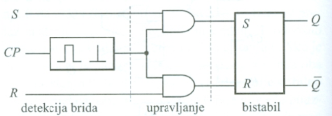 S
Q
S
CP
R
R
Q̅
detekcija brida
upravljanje
bistabil